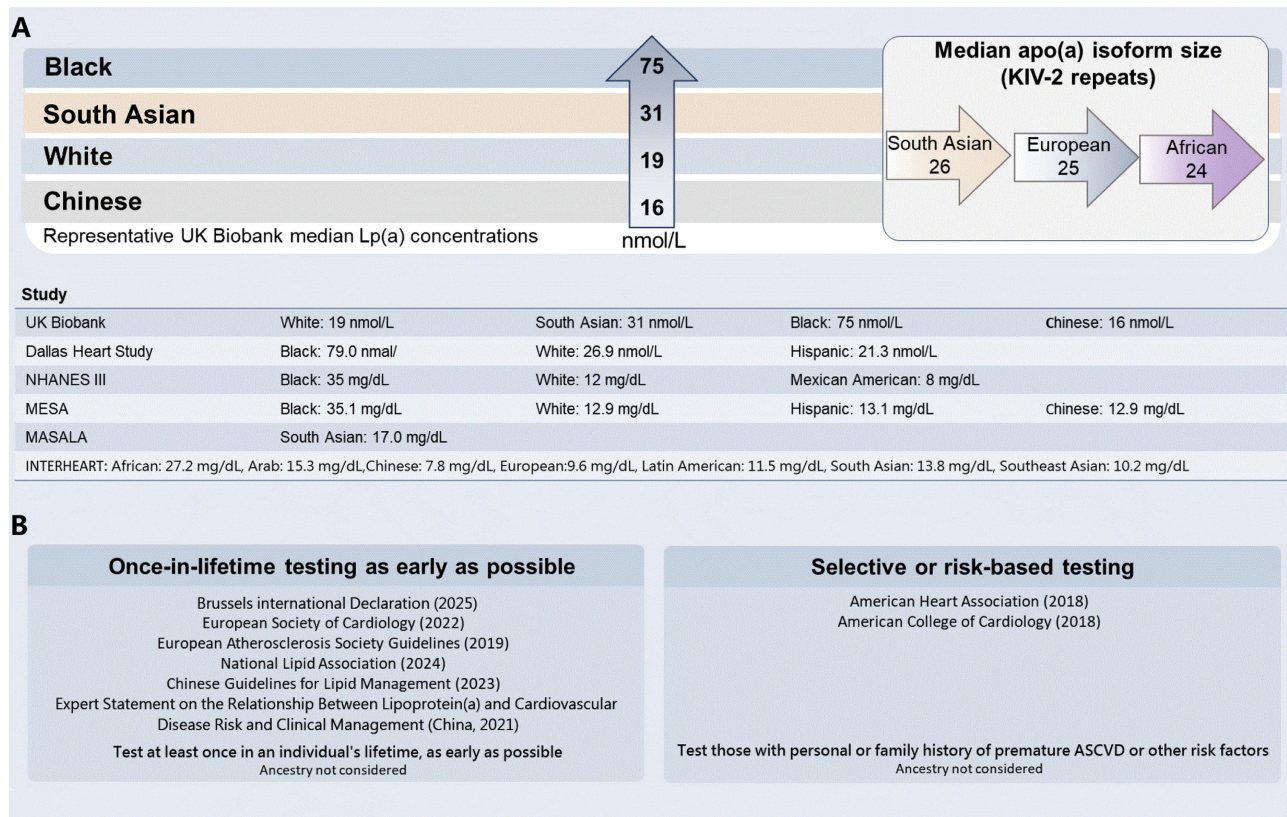 A
Black
75
South Asian
31
White
19
Chinese
16
Representative UK Biobank median Lp(a) concentrations
nmol/L
Median apo(a) isoform size
(KIV-2 repeats)
South Asian
26
European
25
African
24
Study
UK Biobank White: 19 nmol/L South Asian: 31 nmol/L Black: 75 nmol/L Chinese: 16 nmol/L
Dallas Heart Study Black: 79.0 nmal/ White: 26.9 nmol/L Hispanic: 21.3 nmol/L
NHANES III Black: 35 mg/dL White: 12 mg/dL Mexican American: 8 mg/dL
MESA Black: 35.1 mg/dL White: 12.9 mg/dL Hispanic: 13.1 mg/dL Chinese: 12.9 mg/dL
MASALA South Asian: 17.0 mg/dL
INTERHEART: African: 27.2 mg/dL, Arab: 15.3 mg/dL,Chinese: 7.8 mg/dL, European:9.6 mg/dL, Latin American: 11.5 mg/dL, South Asian: 13.8 mg/dL, Southeast Asian: 10.2 mg/dL
B
Once-in-lifetime testing as early as possible
Brussels international Declaration (2025)
European Society of Cardiology (2022)
European Atherosclerosis Society Guidelines (2019)
National Lipid Association (2024)
Chinese Guidelines for Lipid Management (2023)
Expert Statement on the Relationship Between Lipoprotein(a) and Cardiovascular
Disease Risk and Clinical Management (China, 2021)
Test at least once in an individual's lifetime, as early as possible
Ancestry not considered
Selective or risk-based testing
American Heart Association (2018)
American College of Cardiology (2018)
Test those with personal or family history of premature ASCVD or other risk factors
Ancestry not considered